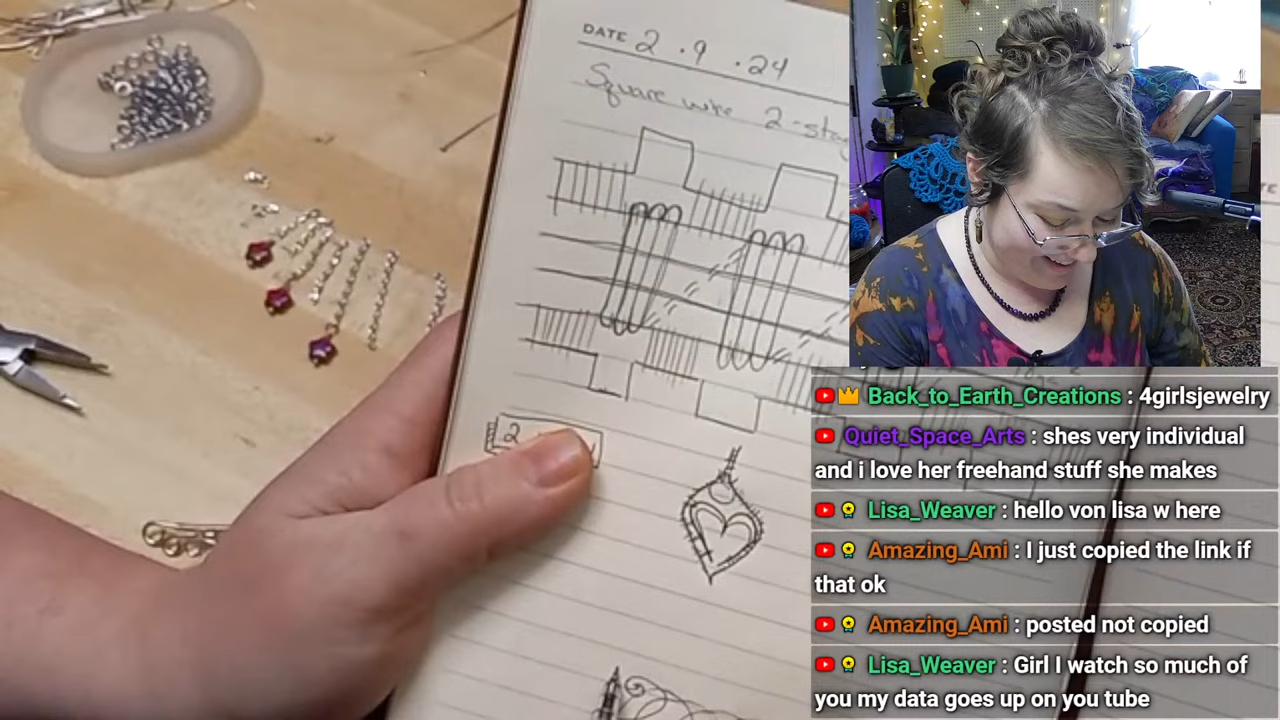 DATE 2 . 9 . 24
Square wire 2-stag
2
Back_to_Earth_Creations : 4girlsjewelry
Quiet_Space_Arts : shes very individual
and i love her freehand stuff she makes
Lisa_Weaver : hello von lisa w here
Amazing_Ami : I just copied the link if
that ok
Amazing_Ami : posted not copied
Lisa_Weaver : Girl I watch so much of
you my data goes up on you tube